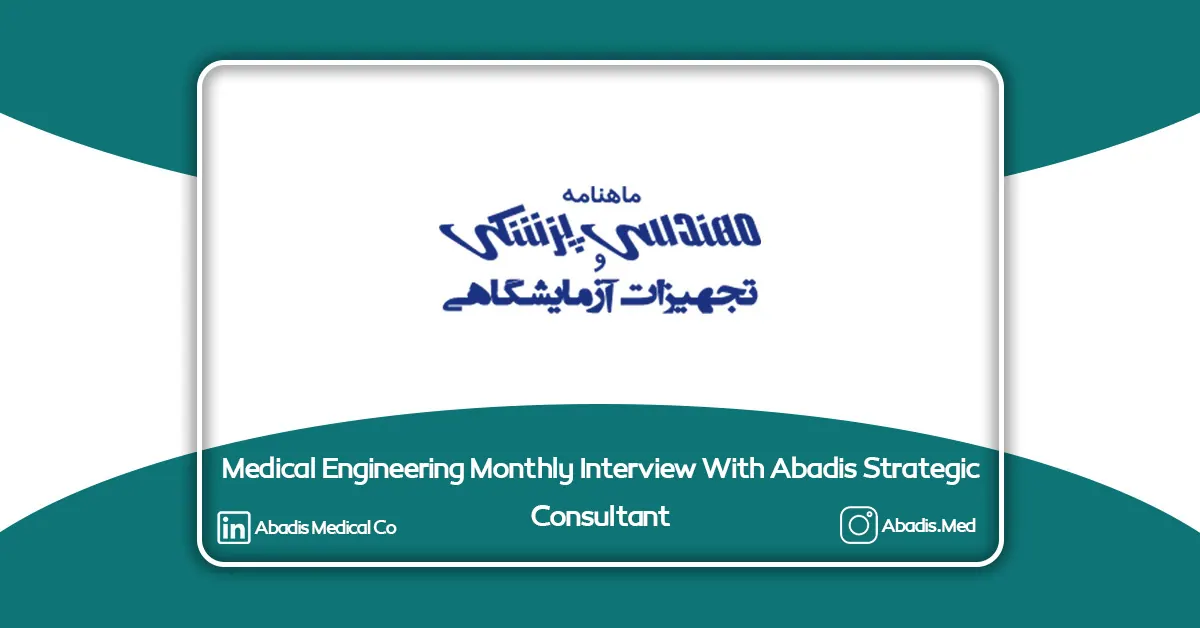 ماهنامه
مهندسی پزشکی
و
تجهیزات آزمایشگاهی
Medical Engineering Monthly Interview With Abadis Strategic
Consultant
Abadis Medical Co
Abadis.Med